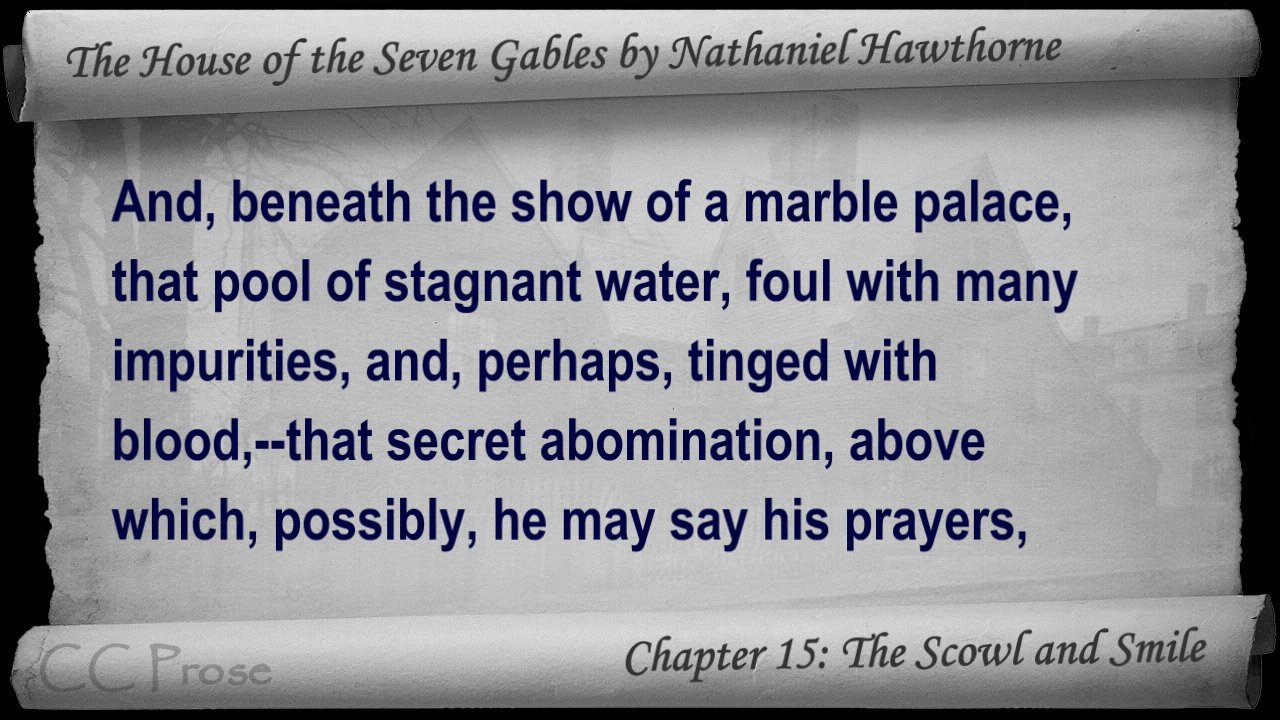 The House of the Seven Gables by Nathaniel Hawthorne
And, beneath the show of a marble palace,
that pool of stagnant water, foul with many
impurities, and, perhaps, tinged with
blood,--that secret abomination, above
which, possibly, he may say his prayers,
CC Prose
Chapter 15: The Scowl and Smile